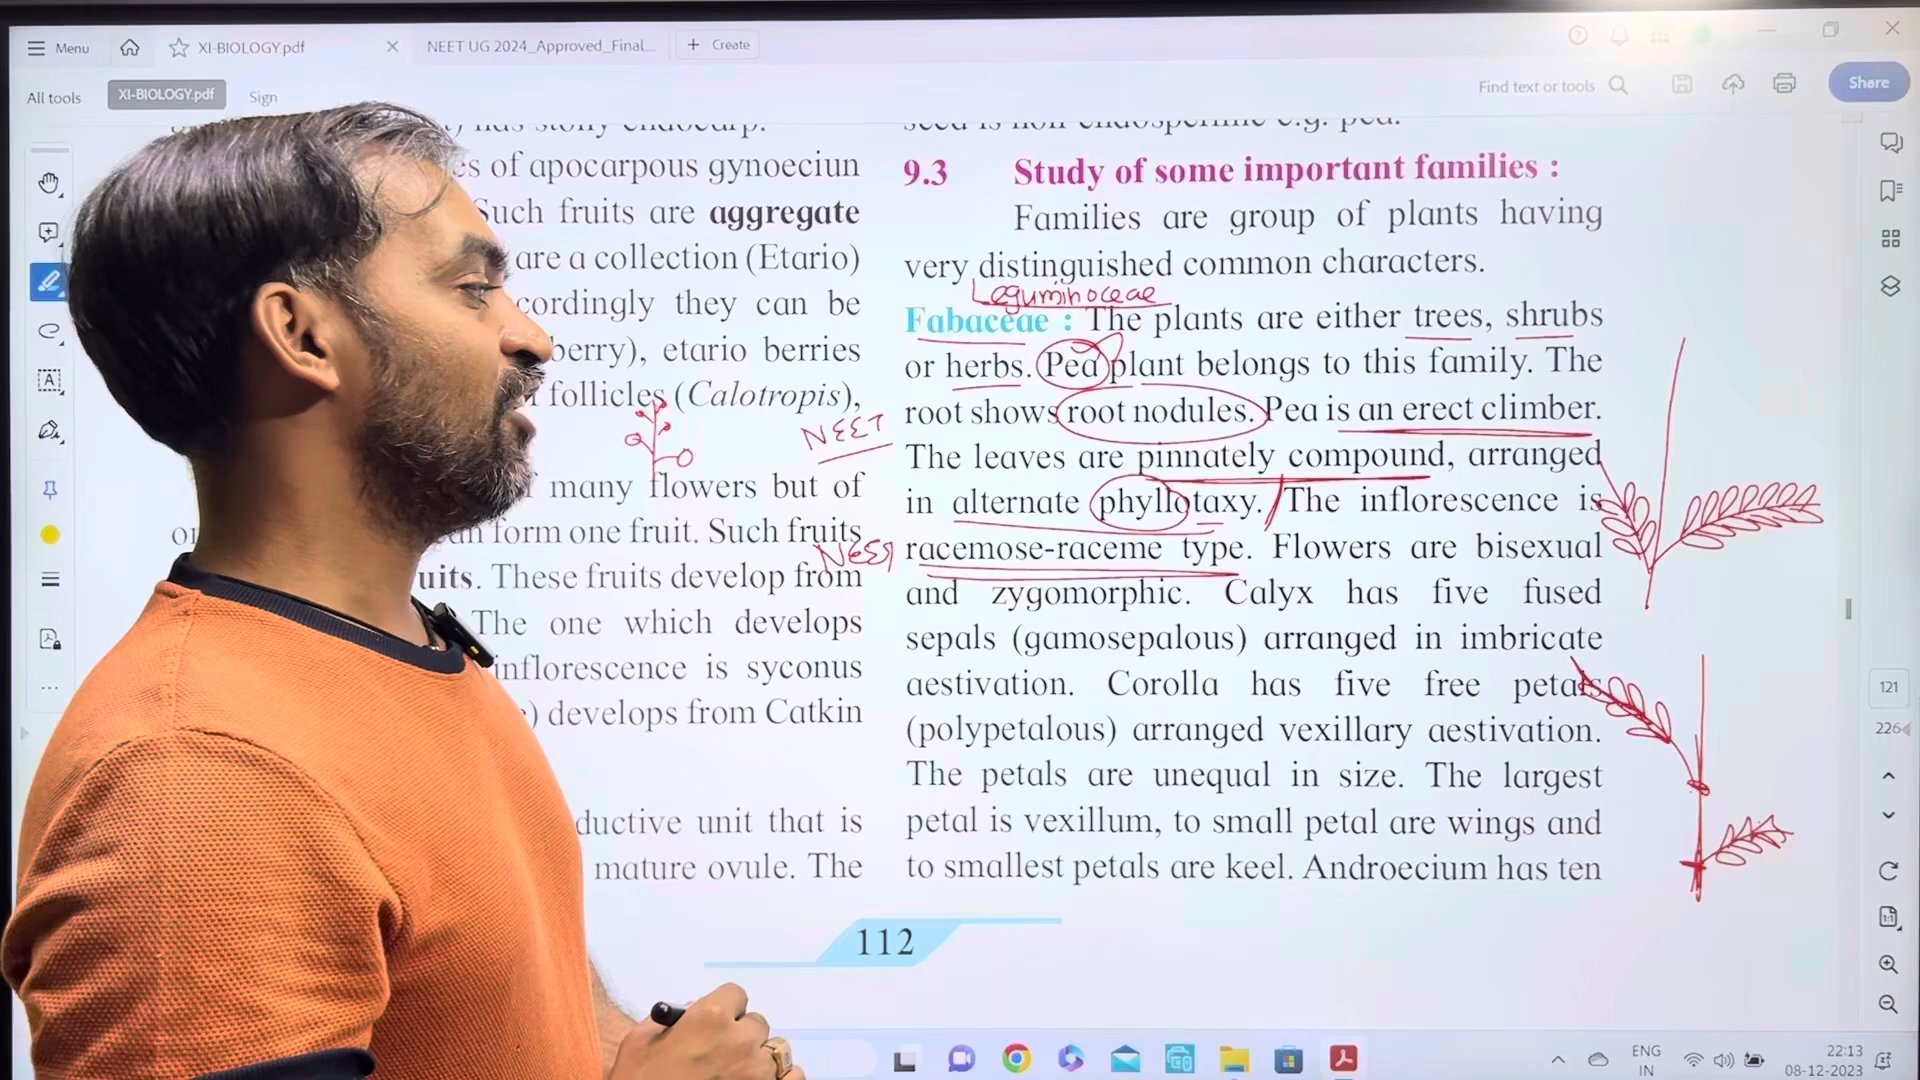 Menu
XI-BIOLOGY.pdf
NEET UG 2024_Approved_Final...
+ Create
All tools
XI-BIOLOGY.pdf
Sign
Find text or tools
Share
has stony endocarp.
es of apocarpous gynoeciun
Such fruits are aggregate
are a collection (Etario)
cordingly they can be
berry), etario berries
follicles (Calotropis),
many flowers but of
form one fruit. Such fruits
uits. These fruits develop from
The one which develops
inflorescence is syconus
) develops from Catkin
ductive unit that is
mature ovule. The
NEET
seed is non endospermic e.g. pea.
9.3 Study of some important families :
Families are group of plants having
very distinguished common characters.
Leguminoceae
Fabaceae : The plants are either trees, shrubs
or herbs. Pea plant belongs to this family. The
root shows root nodules. Pea is an erect climber.
The leaves are pinnately compound, arranged
in alternate phyllotaxy. The inflorescence is
racemose-raceme type. Flowers are bisexual
and zygomorphic. Calyx has five fused
sepals (gamosepalous) arranged in imbricate
aestivation. Corolla has five free petals
(polypetalous) arranged vexillary aestivation.
The petals are unequal in size. The largest
petal is vexillum, to small petal are wings and
to smallest petals are keel. Androecium has ten
112
121
226
ENG
IN
22:13
08-12-2023